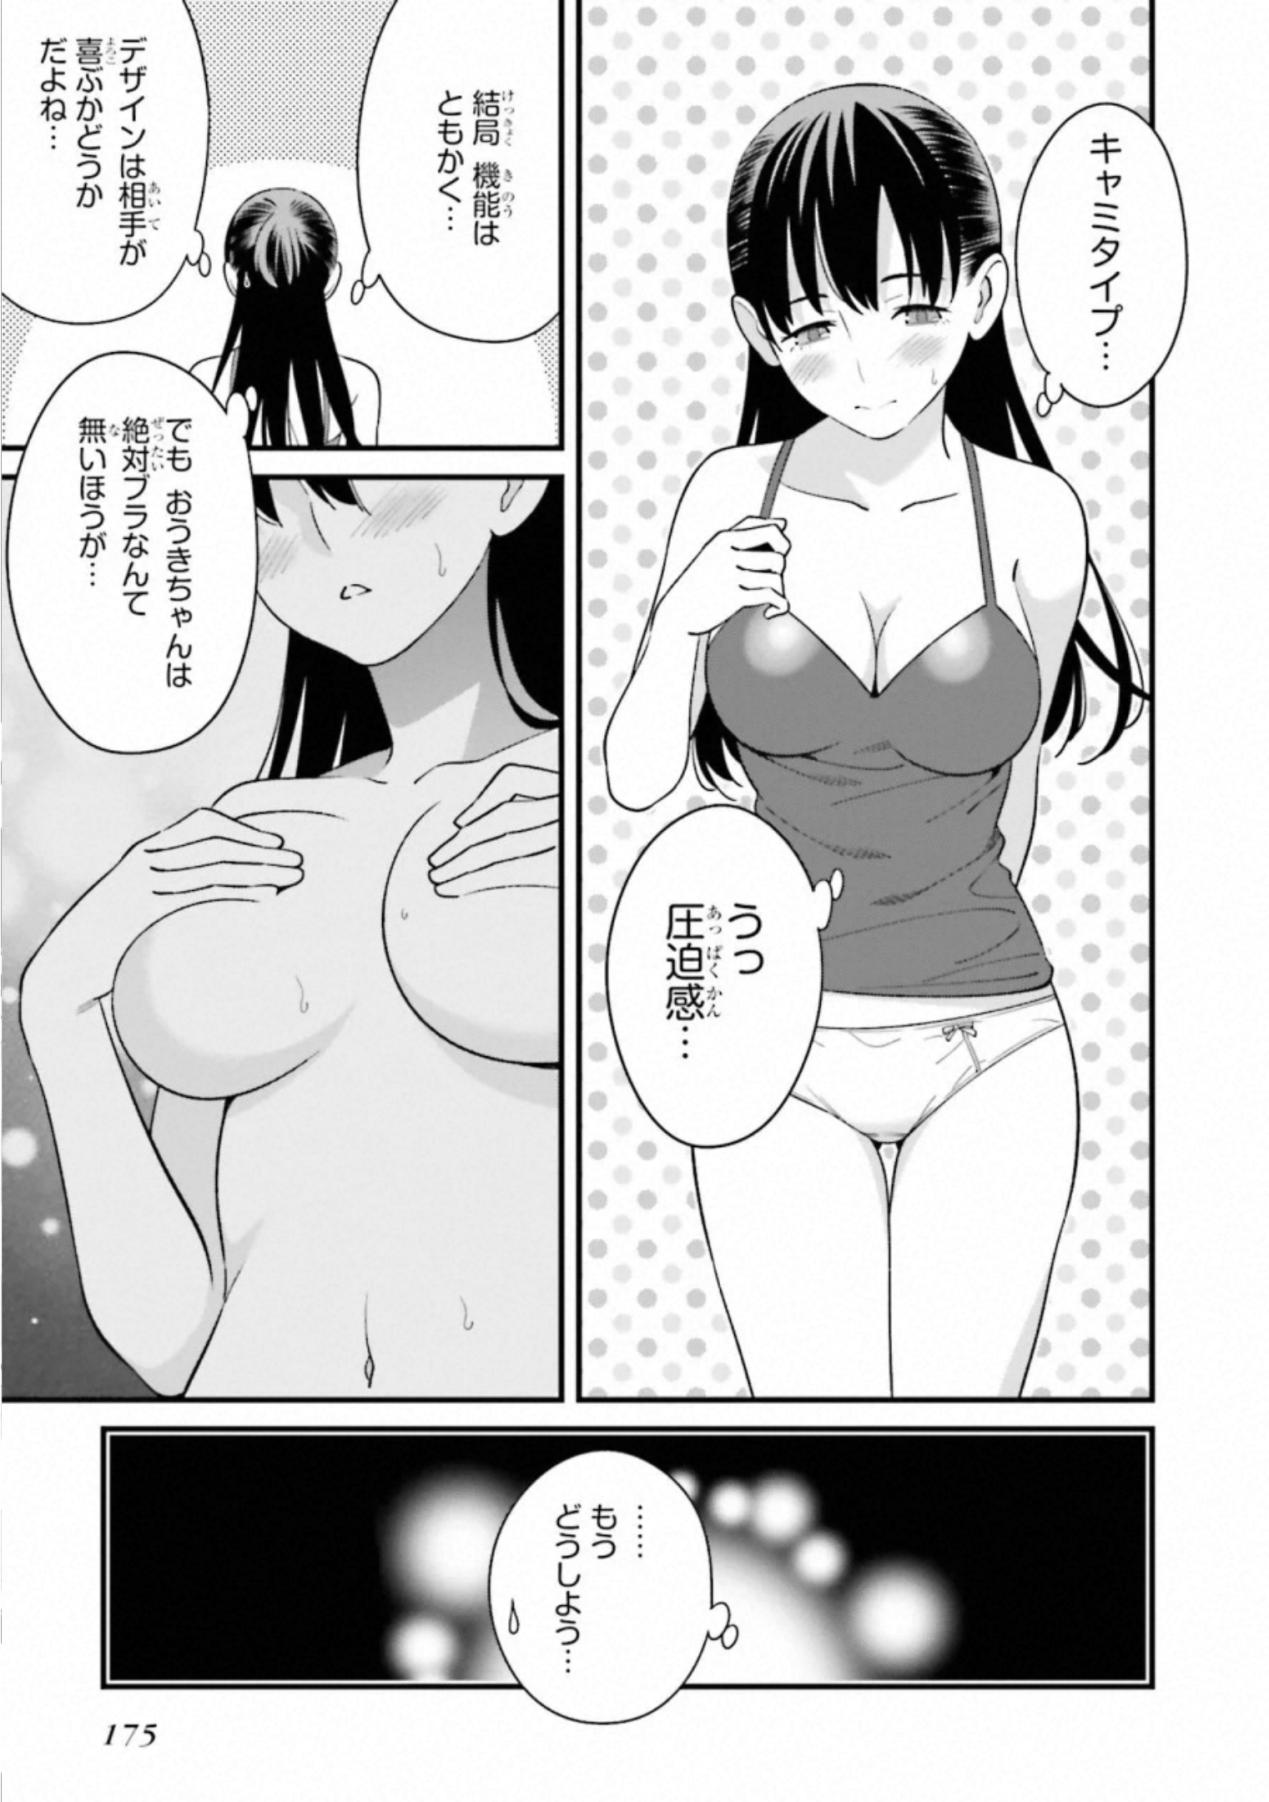 キャミタイプ…
うっ
圧迫感…
結局 機能は
ともかく…
デザインは相手が
喜ぶかどうか
だよね…
でも おうきちゃんは
絶対ブラなんて
無いほうが…
……
もう
どうしよう…
175